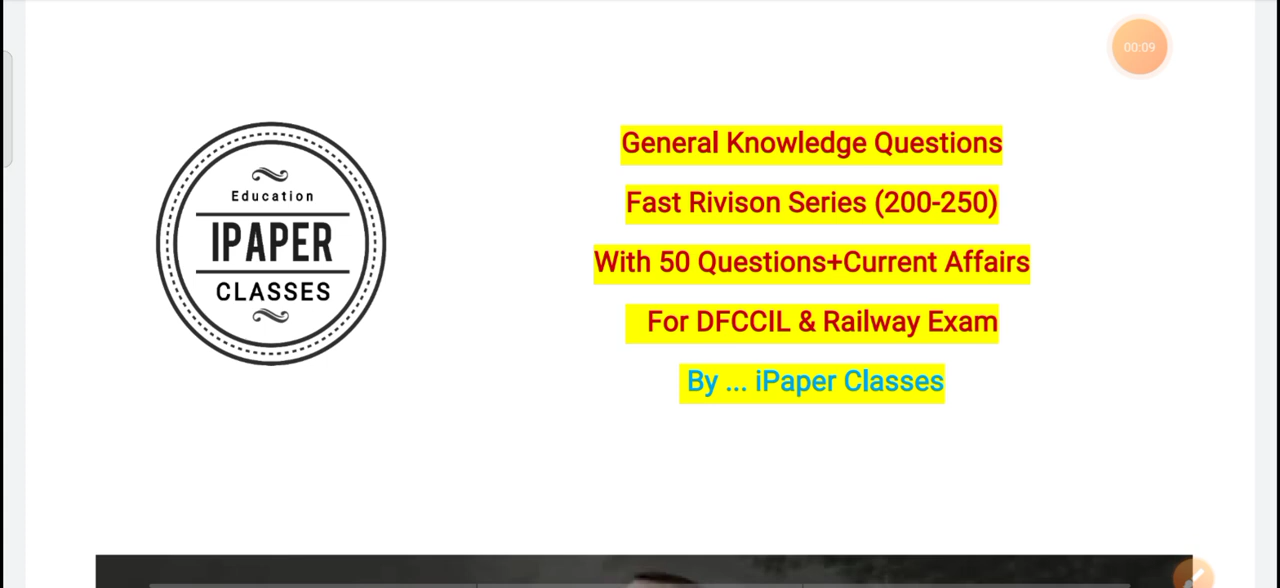 00:09
Education
IPAPER
CLASSES
General Knowledge Questions
Fast Rivison Series (200-250)
With 50 Questions+Current Affairs
For DFCCIL & Railway Exam
By ... iPaper Classes